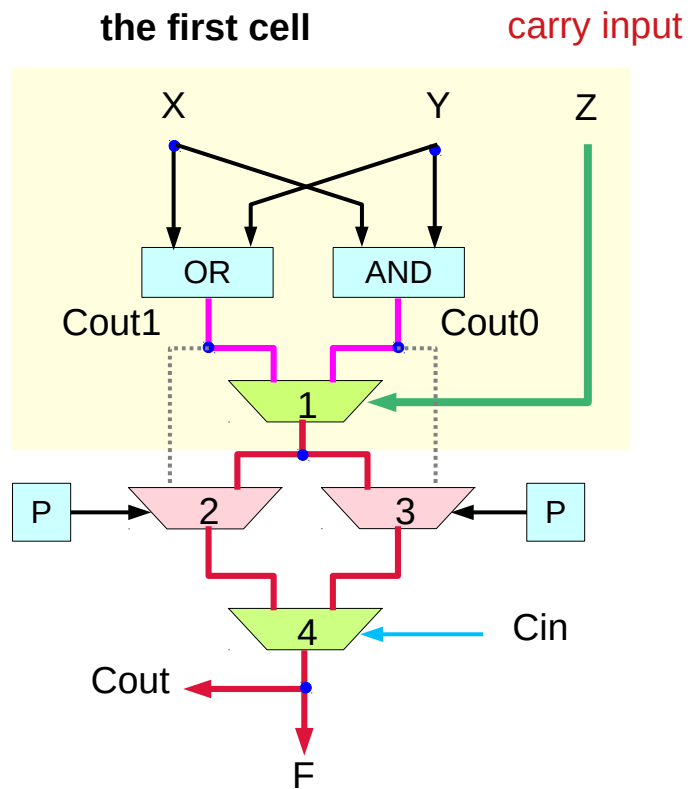 the first cell
carry input
X
Y
Z
OR
AND
Cout1
Cout0
1
P
2
3
P
4
Cin
Cout
F